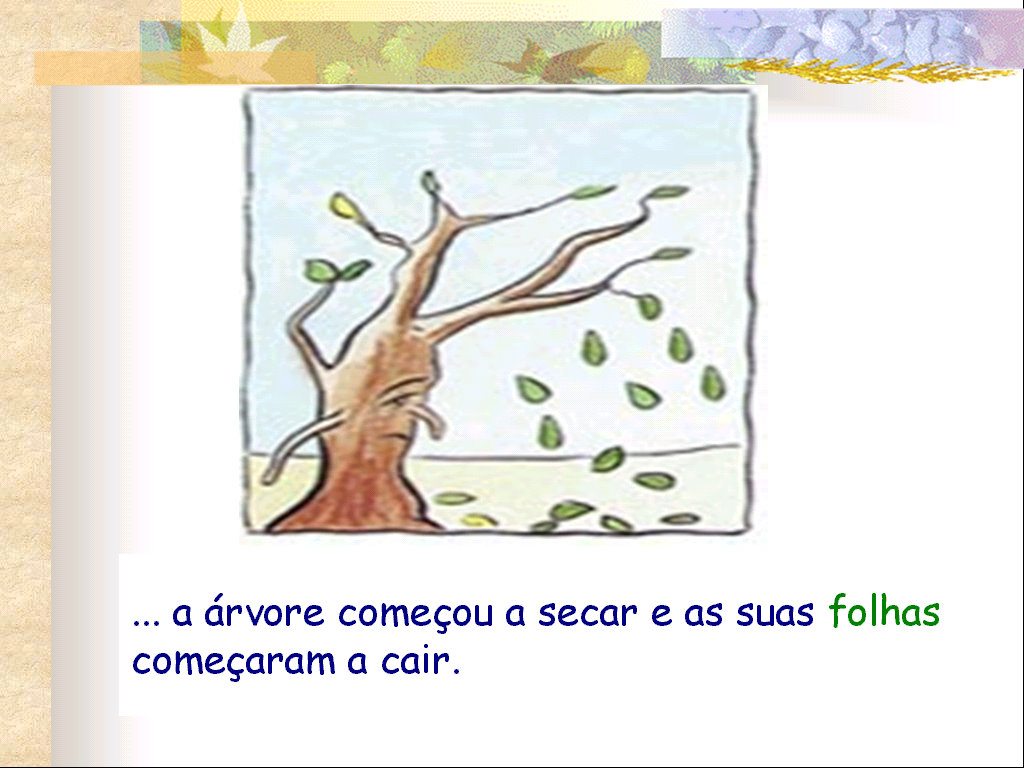 ... a árvore começou a secar e as suas folhas
começaram a cair.